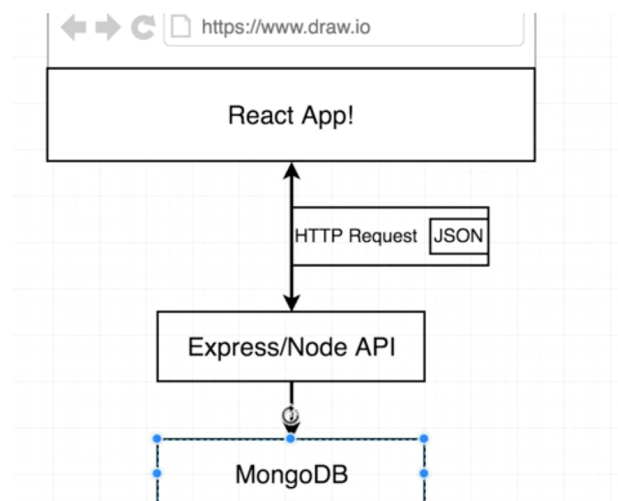 https://www.draw.io
React App!
HTTP Request JSON
Express/Node API
MongoDB